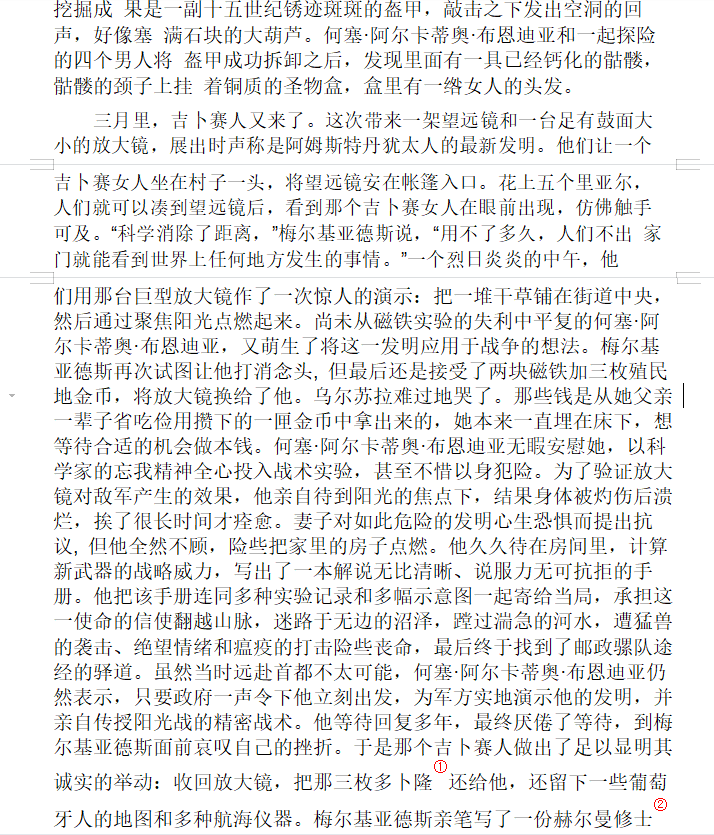 挖掘成 果是一副十五世纪锈迹斑斑的盔甲，敲击之下发出空洞的回
声，好像塞 满石块的大葫芦。何塞·阿尔卡蒂奥·布恩迪亚和一起探险
的四个男人将 盔甲成功拆卸之后，发现里面有一具已经钙化的骷髅，
骷髅的颈子上挂 着铜质的圣物盒，盒里有一绺女人的头发。
三月里，吉卜赛人又来了。这次带来一架望远镜和一台足有鼓面大
小的放大镜，展出时声称是阿姆斯特丹犹太人的最新发明。他们让一个
吉卜赛女人坐在村子一头，将望远镜安在帐篷入口。花上五个里亚尔，
人们就可以凑到望远镜后，看到那个吉卜赛女人在眼前出现，仿佛触手
可及。“科学消除了距离，”梅尔基亚德斯说，“用不了多久，人们不出 家
门就能看到世界上任何地方发生的事情。”一个烈日炎炎的中午，他
们用那台巨型放大镜作了一次惊人的演示：把一堆干草铺在街道中央，
然后通过聚焦阳光点燃起来。尚未从磁铁实验的失利中平复的何塞·阿
尔卡蒂奥·布恩迪亚，又萌生了将这一发明应用于战争的想法。梅尔基
亚德斯再次试图让他打消念头, 但最后还是接受了两块磁铁加三枚殖民
地金币，将放大镜换给了他。乌尔苏拉难过地哭了。那些钱是从她父亲
一辈子省吃俭用攒下的一匣金币中拿出来的，她本来一直埋在床下，想
等待合适的机会做本钱。何塞·阿尔卡蒂奥·布恩迪亚无暇安慰她，以科
学家的忘我精神全心投入战术实验，甚至不惜以身犯险。为了验证放大
镜对敌军产生的效果，他亲自待到阳光的焦点下，结果身体被灼伤后溃
烂，挨了很长时间才痊愈。妻子对如此危险的发明心生恐惧而提出抗
议, 但他全然不顾，险些把家里的房子点燃。他久久待在房间里，计算
新武器的战略威力，写出了一本解说无比清晰、说服力无可抗拒的手
册。他把该手册连同多种实验记录和多幅示意图一起寄给当局，承担这
一使命的信使翻越山脉，迷路于无边的沼泽，蹚过湍急的河水，遭猛兽
的袭击、绝望情绪和瘟疫的打击险些丧命，最后终于找到了邮政骡队途
经的驿道。虽然当时远赴首都不太可能，何塞·阿尔卡蒂奥·布恩迪亚仍
然表示，只要政府一声令下他立刻出发，为军方实地演示他的发明，并
亲自传授阳光战的精密战术。他等待回复多年，最终厌倦了等待，到梅
尔基亚德斯面前哀叹自己的挫折。于是那个吉卜赛人做出了足以显明其
诚实的举动：收回放大镜，把那三枚多卜隆①还给他，还留下一些葡萄
牙人的地图和多种航海仪器。梅尔基亚德斯亲笔写了一份赫尔曼修士②